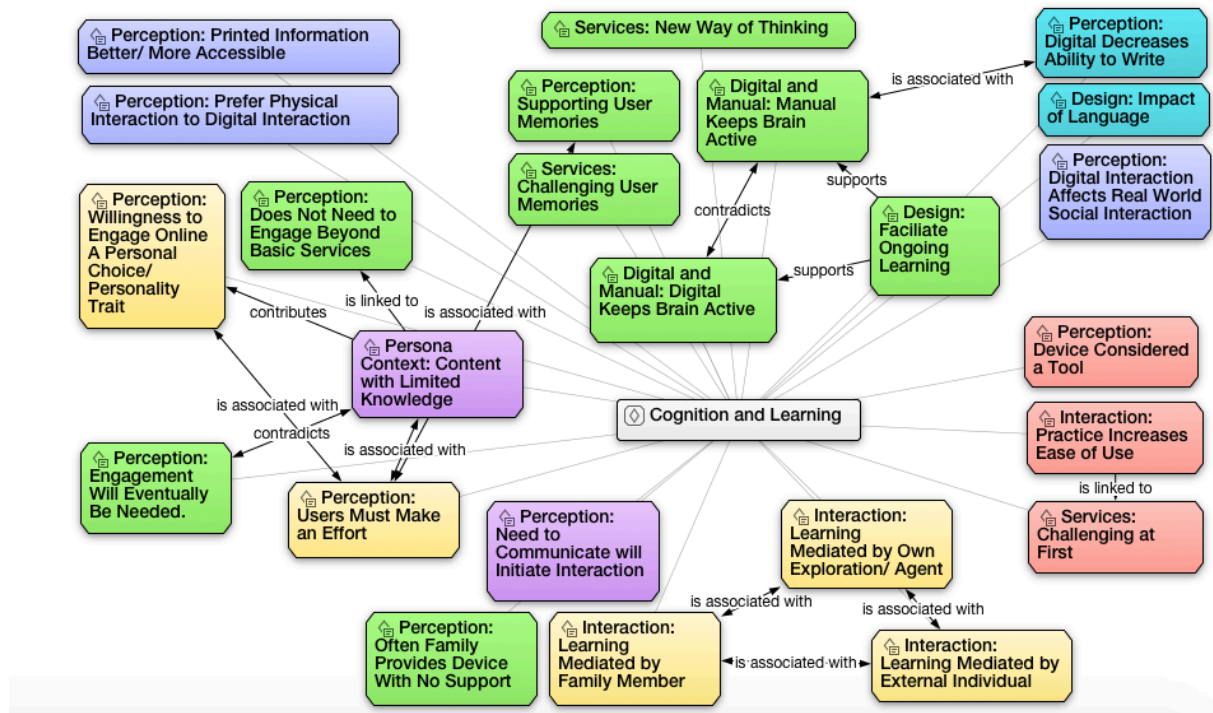 Perception: Printed Information
Better/ More Accessible
Perception: Prefer Physical
Interaction to Digital Interaction
Services: New Way of Thinking
Perception:
Supporting User
Memories
Services:
Challenging User
Memories
Digital and
Manual: Manual
Keeps Brain
Active
is associated with
Perception:
Digital Decreases
Ability to Write
Design: Impact
of Language
Perception:
Digital Interaction
Affects Real World
Social Interaction
supports
contradicts
Design:
Faciliate
Ongoing
Learning
supports
Digital and
Manual: Digital
Keeps Brain Active
Perception:
Willingness to
Engage Online
A Personal
Choice/
Personality
Trait
Perception:
Does Not Need to
Engage Beyond
Basic Services
is linked to
contributes
is associated with
Persona
Context: Content
with Limited
Knowledge
is associated with
contradicts
is associated with
Perception:
Engagement
Will Eventually
Be Needed.
Perception:
Users Must Make
an Effort
Cognition and Learning
Perception:
Device Considered
a Tool
Interaction:
Practice Increases
Ease of Use
is linked to
Services:
Challenging at
First
Perception:
Need to
Communicate will
Initiate Interaction
Interaction:
Learning
Mediated by Own
Exploration/ Agent
is associated with
is associated with
Perception:
Often Family
Provides Device
With No Support
Interaction:
Learning
Mediated by
Family Member
is associated with
Interaction:
Learning Mediated by
External Individual